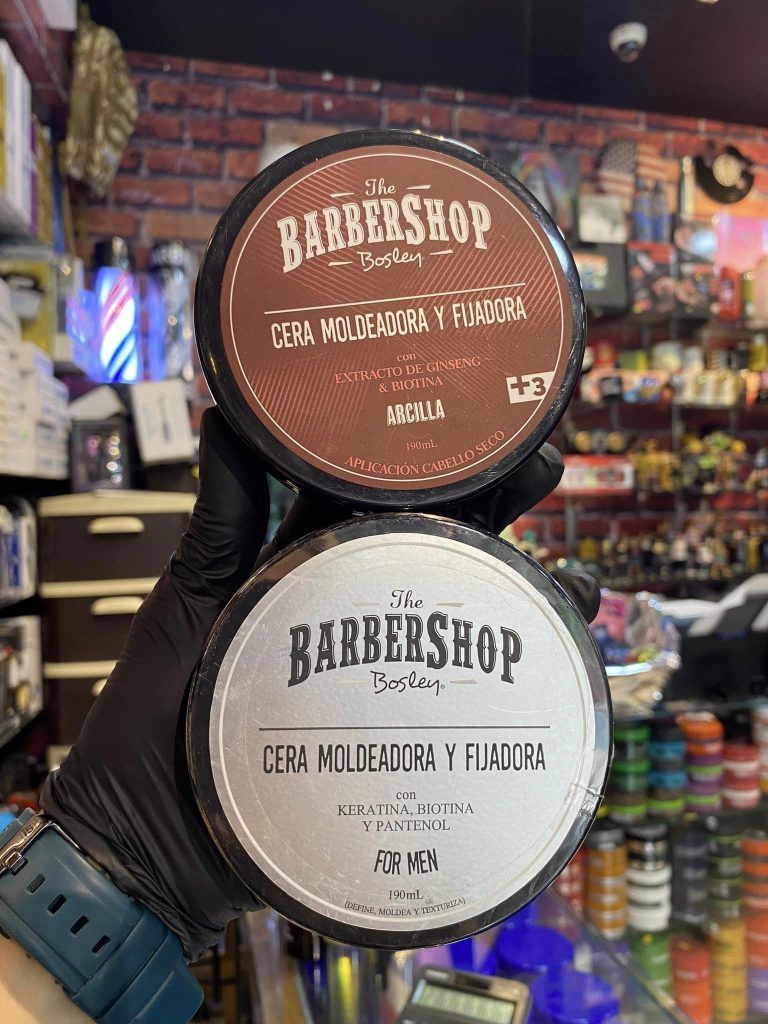 The
BARBERSHOP
Bosley
CERA MOLDEADORA Y FIJADORA
con
EXTRACTO DE GINSENG
& BIOTINA
+3
ARCILLA
190mL
APLICACIÓN CABELLO SECO
The
BARBERSHOP
Bosley®
CERA MOLDEADORA Y FIJADORA
con
KERATINA, BIOTINA
Y PANTENOL
FOR MEN
190mL
(DEFINE, MOLDEA Y TEXTURIZA)